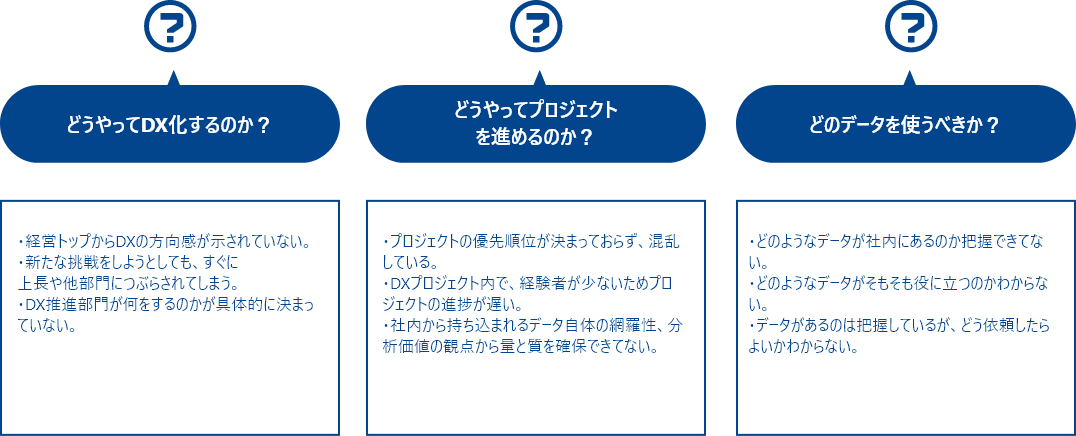 ?
どうやってDX化するのか？
・経営トップからDXの方向感が示されていない。
・新たな挑戦をしようとしても、すぐに
上長や他部門につぶらされてしまう。
・DX推進部門が何をするのかが具体的に決まっ
ていない。
?
どうやってプロジェクト
を進めるのか？
・プロジェクトの優先順位が決まっておらず、混乱
している。
・DXプロジェクト内で、経験者が少ないためプロ
ジェクトの進捗が遅い。
・社内から持ち込まれるデータ自体の網羅性、分
析価値の観点から量と質を確保できてない。
?
どのデータを使うべきか？
・どのようなデータが社内にあるのか把握できてな
い。
・どのようなデータがそもそも役に立つのかわからな
い。
・データがあるのは把握しているが、どう依頼したら
よいかわからない。